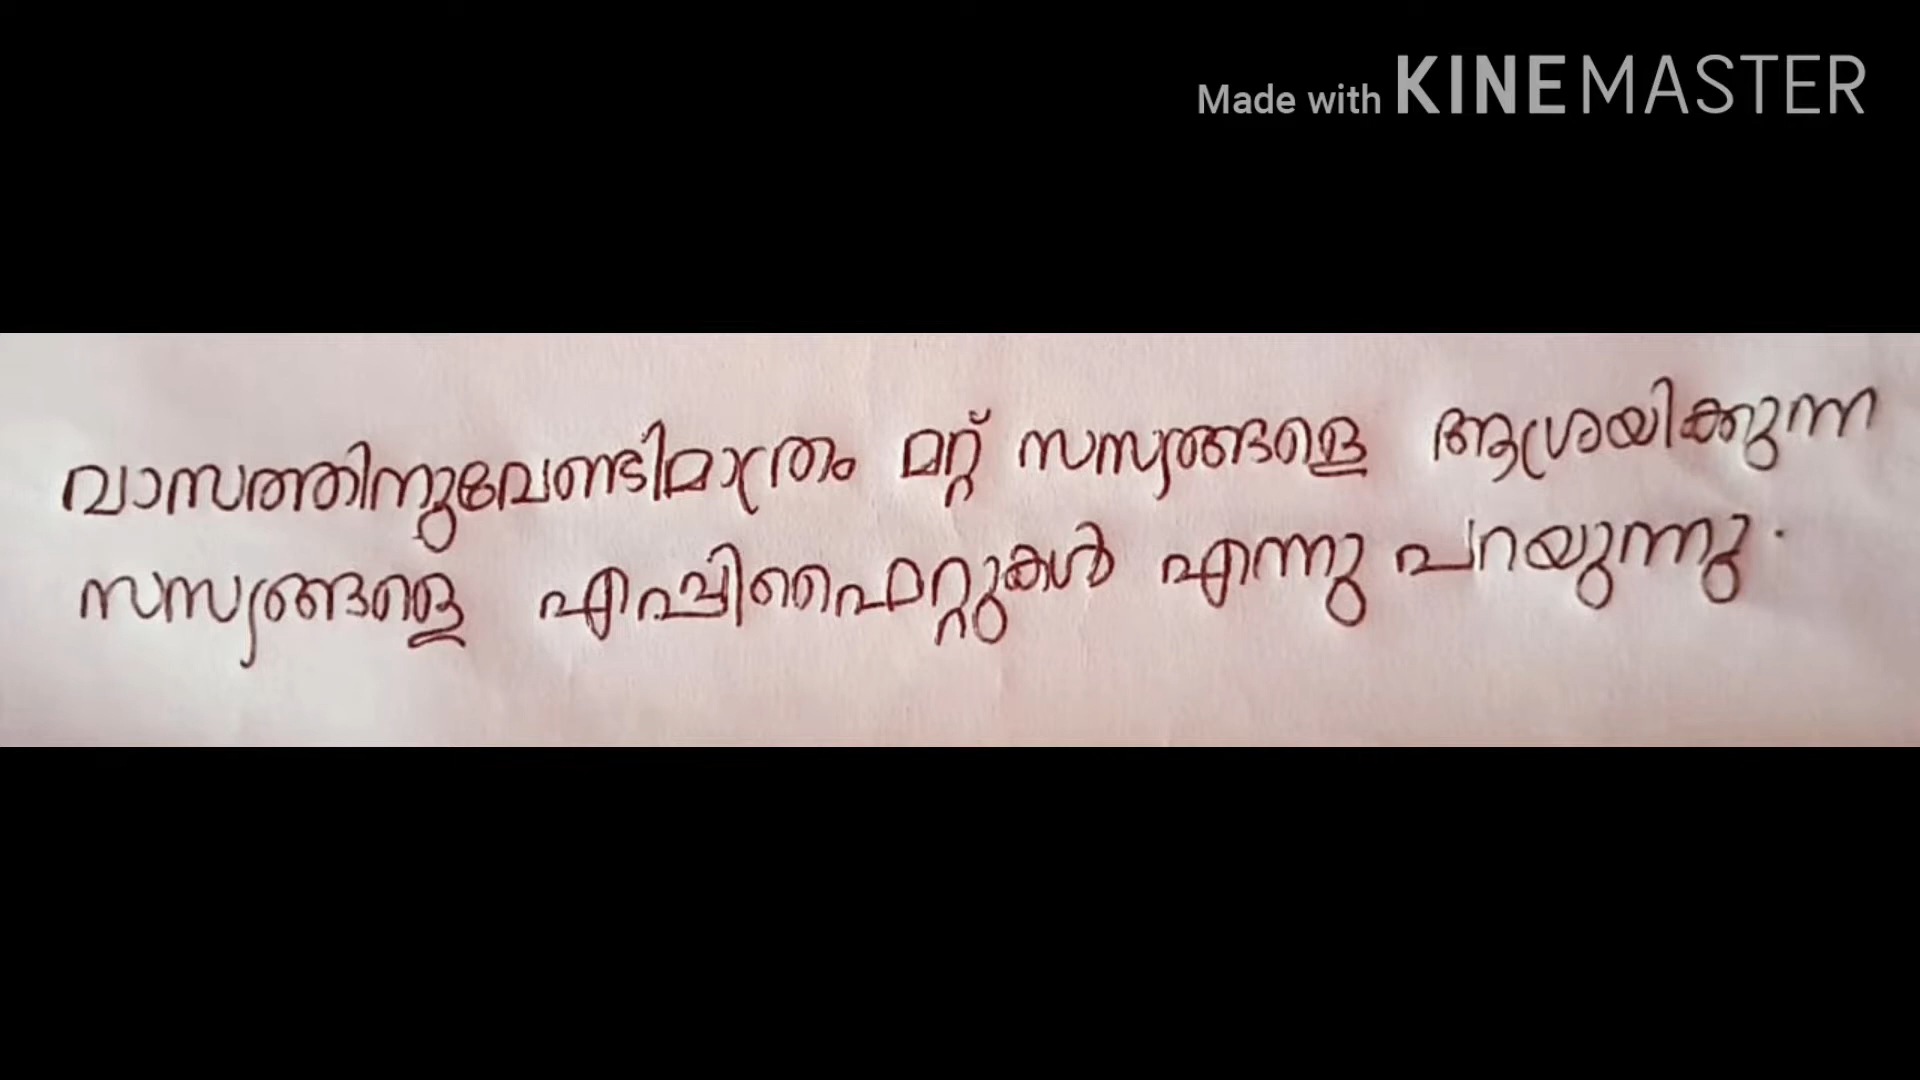 Made with KINEMASTER
വാസത്തിനുവേണ്ടിമാത്രം മറ്റ് സസ്യങ്ങളെ ആശ്രയിക്കുന്ന
സസ്യങ്ങളെ എപ്പിഫൈറ്റുകൾ എന്നു പറയുന്നു.